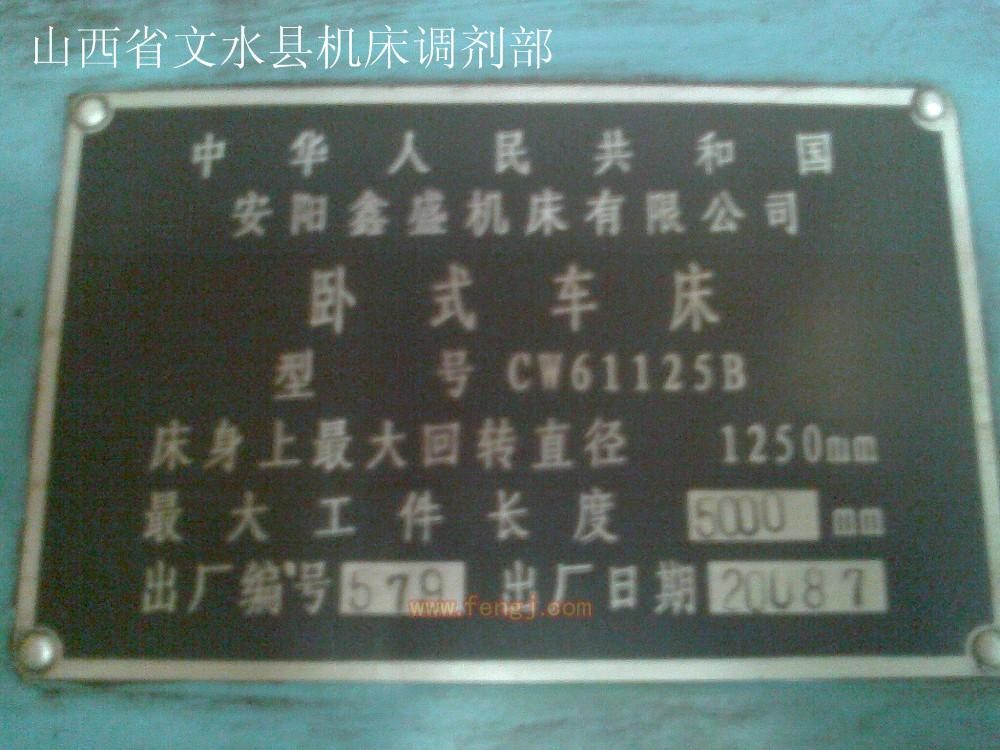 山西省文水县机床调剂部
中华人民共和国
安阳鑫盛机床有限公司
卧式车床
型号 CW61125B
床身上最大回转直径 1250mm
最大工件长度 5000 mm
出厂编号 579 出厂日期 2008 7
www.fengj.com